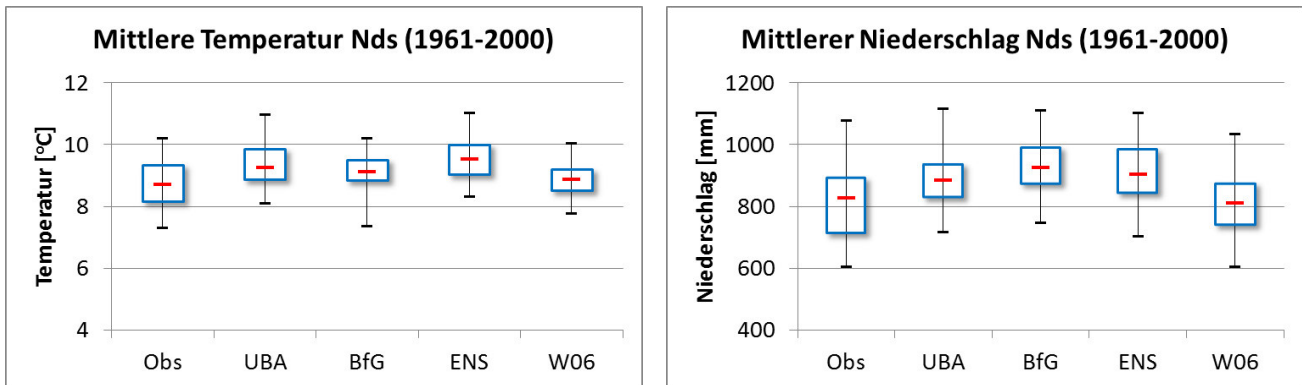 Mittlere Temperatur Nds (1961-2000)
Temperatur [°C]
12
10
8
6
4
Obs UBA BfG ENS W06
Mittlerer Niederschlag Nds (1961-2000)
Niederschlag [mm]
1200
1000
800
600
400
Obs UBA BfG ENS W06